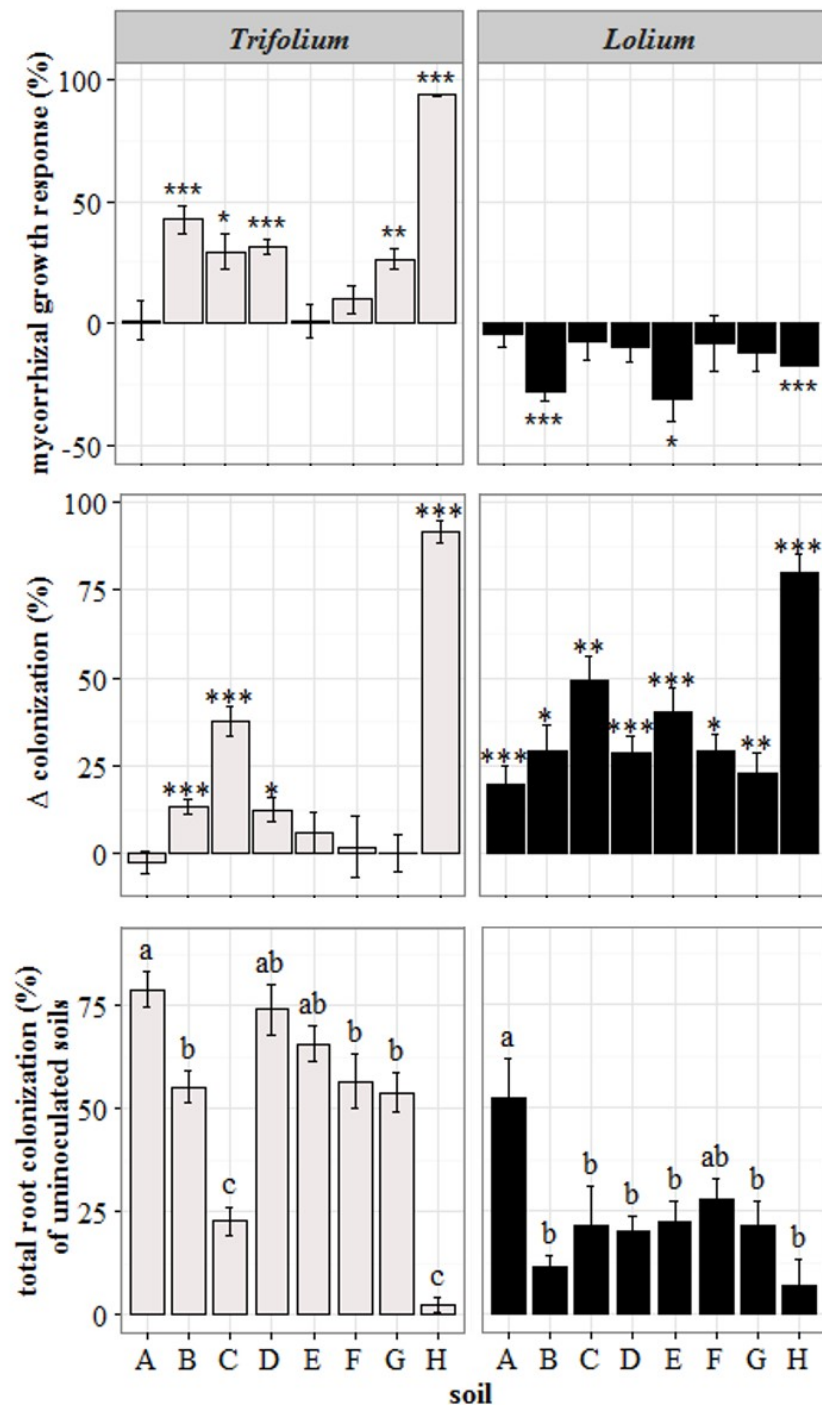 Trifolium Lolium
mycorrhizal growth response (%)
100
50
0
-50
*** * *** ** ***
*** * ***
Δ colonization (%)
100
75
50
25
0
*** *** * ***
*** * ** *** *** * ** ***
total root colonization (%)
of uninoculated soils
75
50
25
0
a b c ab ab b b c
a b b b b ab b b
A B C D E F G H A B C D E F G H
soil